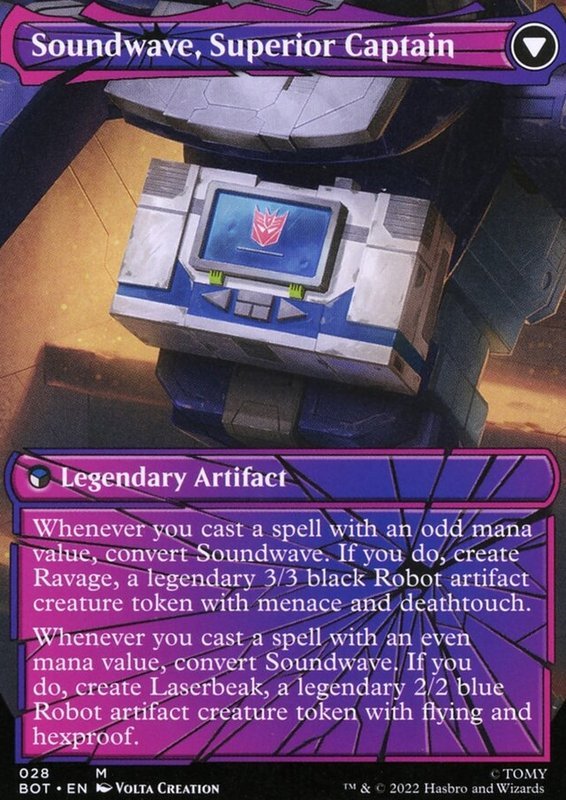 Soundwave, Superior Captain
Legendary Artifact
Whenever you cast a spell with an odd mana
value, convert Soundwave. If you do, create
Ravage, a legendary 3/3 black Robot artifact
creature token with menace and deathtouch.
Whenever you cast a spell with an even
mana value, convert Soundwave. If you
do, create Laserbeak, a legendary 2/2 blue
Robot artifact creature token with flying and
hexproof.
028 M
BOT • EN Volta Creation
© TOMY
™ & © 2022 Hasbro and Wizards